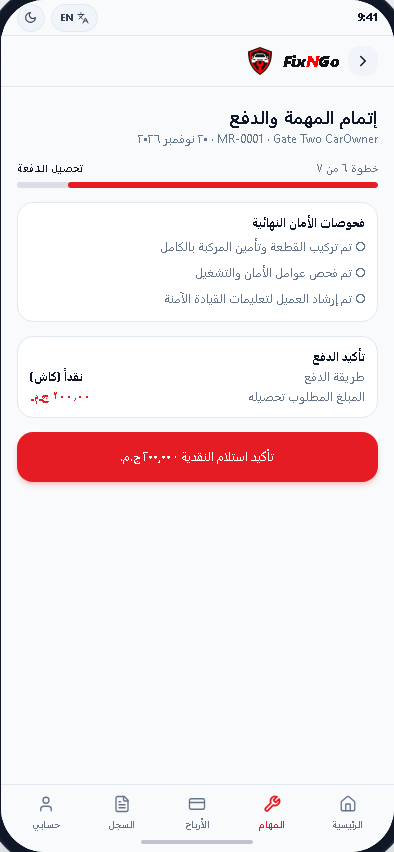 9:41
EN
FixNGo
إتمام المهمة والدفع
MR-0001 · Gate Two CarOwner · ٢٠ نوفمبر ٢٠٢٦
خطوة ٦ من ٧
تحصيل الدفعة
فحوصات الأمان النهائية
تم تركيب القطعة وتأمين المركبة بالكامل
تم فحص عوامل الأمان والتشغيل
تم إرشاد العميل لتعليمات القيادة الآمنة
تأكيد الدفع
طريقة الدفع
نقدأ (كاش)
المبلغ المطلوب تحصيله
٢٠٠٫٠٠ ج.م.
تأكيد استلام النقدية · ٢٠٠٫٠٠ ج.م.
الرئيسية
المهام
الأرباح
السجل
حسابي